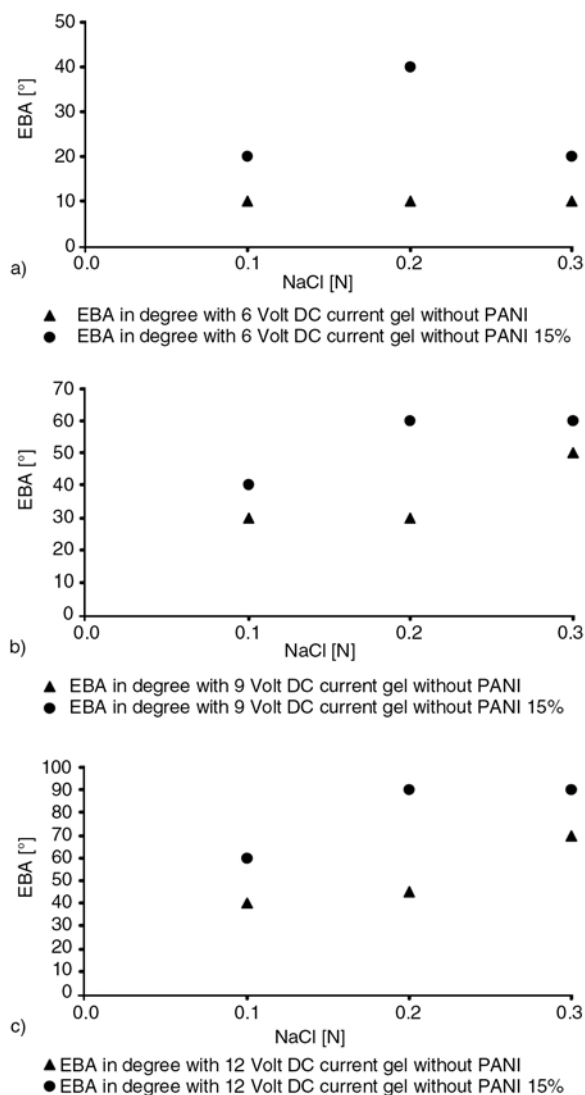 50
40
30
20
10
0
EBA [°]
0.0 0.1 0.2 0.3
NaCl [N]
a)
▲ EBA in degree with 6 Volt DC current gel without PANI
● EBA in degree with 6 Volt DC current gel without PANI 15%
70
60
50
40
30
20
10
0
EBA [°]
0.0 0.1 0.2 0.3
NaCl [N]
b)
▲ EBA in degree with 9 Volt DC current gel without PANI
● EBA in degree with 9 Volt DC current gel without PANI 15%
100
90
80
70
60
50
40
30
20
10
0
EBA [°]
0.0 0.1 0.2 0.3
NaCl [N]
c)
▲ EBA in degree with 12 Volt DC current gel without PANI
● EBA in degree with 12 Volt DC current gel without PANI 15%